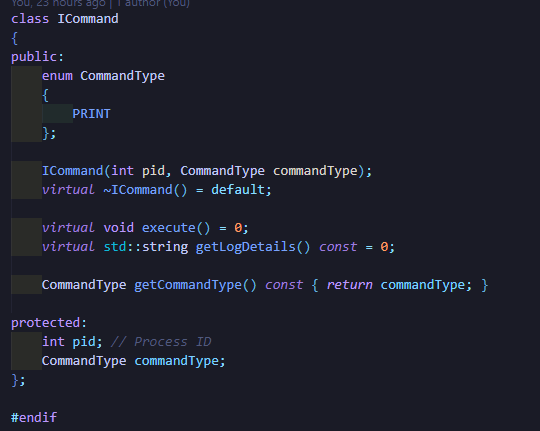 You, 23 hours ago | 1 author (You)
class ICommand
{
public:
    enum CommandType
    {
        PRINT
    };

    ICommand(int pid, CommandType commandType);
    virtual ~ICommand() = default;

    virtual void execute() = 0;
    virtual std::string getLogDetails() const = 0;

    CommandType getCommandType() const { return commandType; }

protected:
    int pid; // Process ID
    CommandType commandType;
};

#endif